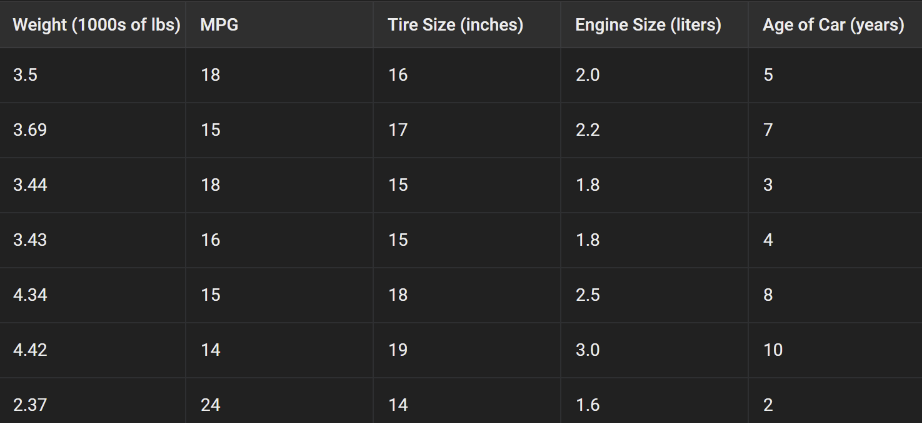 Weight (1000s of lbs) MPG Tire Size (inches) Engine Size (liters) Age of Car (years)
3.5 18 16 2.0 5
3.69 15 17 2.2 7
3.44 18 15 1.8 3
3.43 16 15 1.8 4
4.34 15 18 2.5 8
4.42 14 19 3.0 10
2.37 24 14 1.6 2